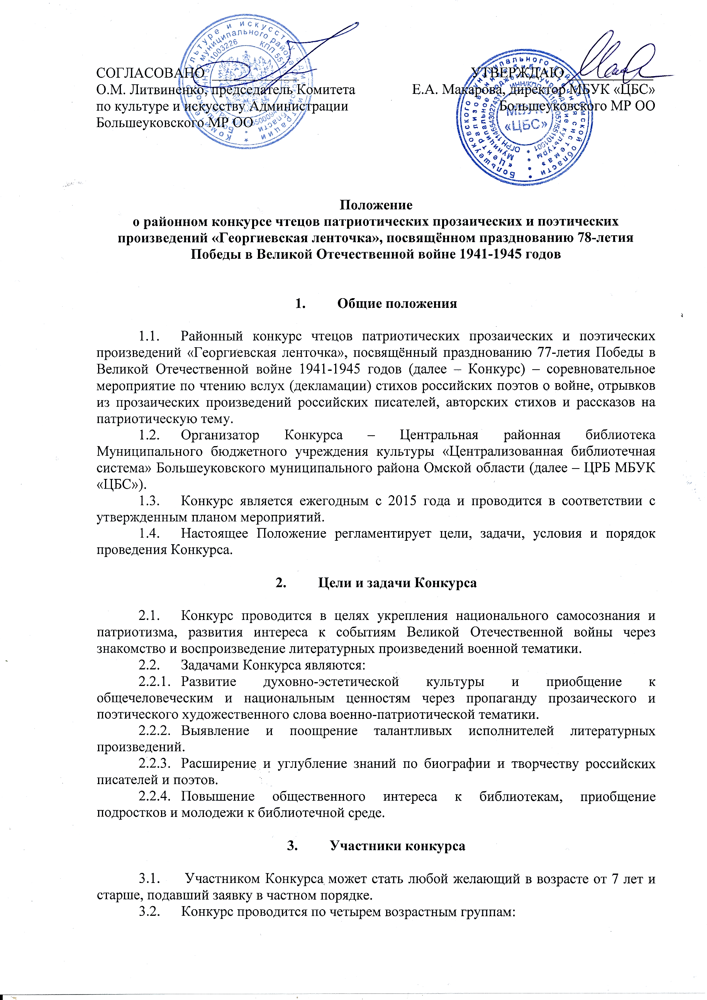 СОГЛАСОВАНО
О.М. Литвиненко, председатель Комитета
по культуре и искусству Администрации
Большеуковского МР ОО
УТВЕРЖДАЮ
Е.А. Макарова, директор МБУК «ЦБС»
Большеуковского МР ОО
МБУК
«ЦБС»
Положение
о районном конкурсе чтецов патриотических прозаических и поэтических
произведений «Георгиевская ленточка», посвящённом празднованию 78-летия
Победы в Великой Отечественной войне 1941-1945 годов
1. Общие положения
1.1. Районный конкурс чтецов патриотических прозаических и поэтических
произведений «Георгиевская ленточка», посвящённый празднованию 77-летия Победы в
Великой Отечественной войне 1941-1945 годов (далее – Конкурс) – соревновательное
мероприятие по чтению вслух (декламации) стихов российских поэтов о войне, отрывков
из прозаических произведений российских писателей, авторских стихов и рассказов на
патриотическую тему.
1.2. Организатор Конкурса – Центральная районная библиотека
Муниципального бюджетного учреждения культуры «Централизованная библиотечная
система» Большеуковского муниципального района Омской области (далее – ЦРБ МБУК
«ЦБС»).
1.3. Конкурс является ежегодным с 2015 года и проводится в соответствии с
утвержденным планом мероприятий.
1.4. Настоящее Положение регламентирует цели, задачи, условия и порядок
проведения Конкурса.
2. Цели и задачи Конкурса
2.1. Конкурс проводится в целях укрепления национального самосознания и
патриотизма, развития интереса к событиям Великой Отечественной войны через
знакомство и воспроизведение литературных произведений военной тематики.
2.2. Задачами Конкурса являются:
2.2.1. Развитие духовно-эстетической культуры и приобщение к
общечеловеческим и национальным ценностям через пропаганду прозаического и
поэтического художественного слова военно-патриотической тематики.
2.2.2. Выявление и поощрение талантливых исполнителей литературных
произведений.
2.2.3. Расширение и углубление знаний по биографии и творчеству российских
писателей и поэтов.
2.2.4. Повышение общественного интереса к библиотекам, приобщение
подростков и молодежи к библиотечной среде.
3. Участники конкурса
3.1. Участником Конкурса может стать любой желающий в возрасте от 7 лет и
старше, подавший заявку в частном порядке.
3.2. Конкурс проводится по четырем возрастным группам: